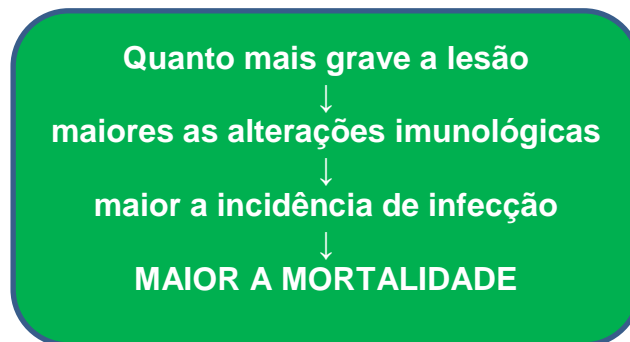 Quanto mais grave a lesão
↓
maiores as alterações imunológicas
↓
maior a incidência de infecção
↓
MAIOR A MORTALIDADE